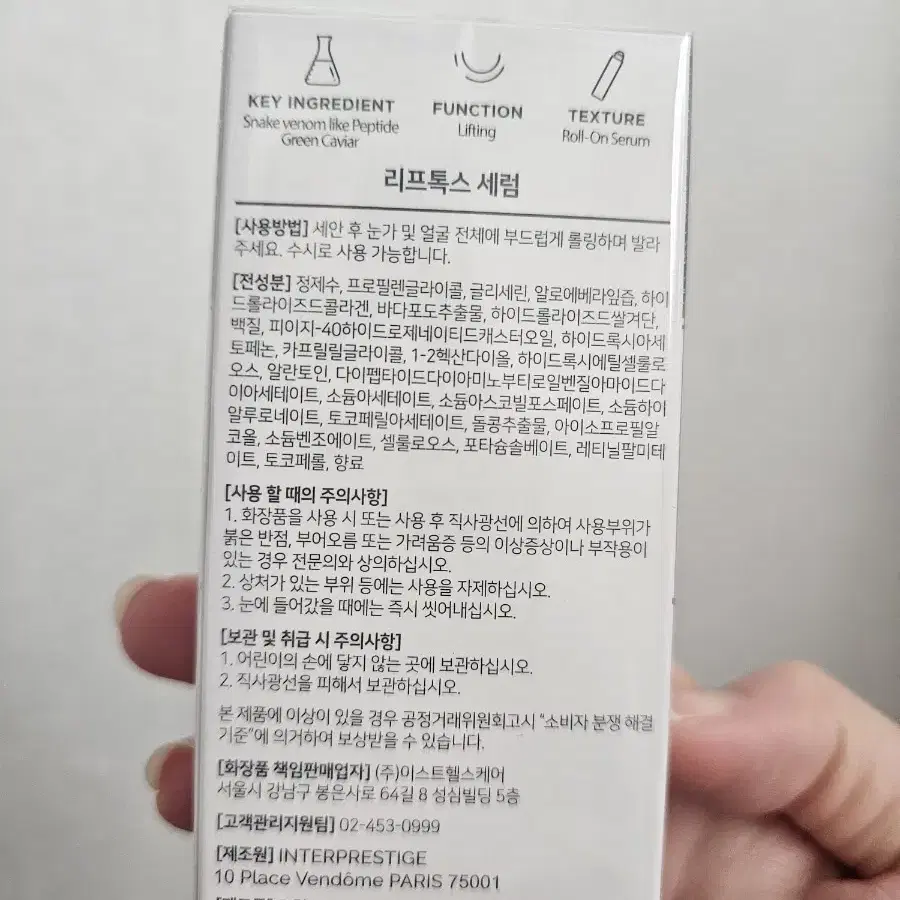 KEY INGREDIENT
Snake venom like Peptide
Green Caviar
FUNCTION
Lifting
TEXTURE
Roll-On Serum
리프톡스 세럼
[사용방법] 세안 후 눈가 및 얼굴 전체에 부드럽게 롤링하며 발라
주세요. 수시로 사용 가능합니다.
[전성분] 정제수, 프로필렌글라이콜, 글리세린, 알로에베라잎즙, 하이
드롤라이즈드콜라겐, 바다포도추출물, 하이드롤라이즈드쌀겨단,
백질, 피이지-40하이드로제네이티드캐스터오일, 하이드록시아세
토페논, 카프릴릴글라이콜, 1-2헥산다이올, 하이드록시에틸셀룰로
오스, 알란토인, 다이펩타이드다이아미노부티로일벤질아마이드다
이아세테이트, 소듐아세테이트, 소듐아스코빌포스페이트, 소듐하이
알루로네이트, 토코페릴아세테이트, 돌콩추출물, 아이소프로필알
코올, 소듐벤조에이트, 셀룰로오스, 포타슘솔베이트, 레티닐팔미테
이트, 토코페롤, 향료
[사용 할 때의 주의사항]
1. 화장품을 사용 시 또는 사용 후 직사광선에 의하여 사용부위가
붉은 반점, 부어오름 또는 가려움증 등의 이상증상이나 부작용이
있는 경우 전문의와 상의하십시오.
2. 상처가 있는 부위 등에는 사용을 자제하십시오.
3. 눈에 들어갔을 때에는 즉시 씻어내십시오.
[보관 및 취급 시 주의사항]
1. 어린이의 손에 닿지 않는 곳에 보관하십시오.
2. 직사광선을 피해서 보관하십시오.
본 제품에 이상이 있을 경우 공정거래위원회고시 "소비자 분쟁 해결
기준"에 의거하여 보상받을 수 있습니다.
[화장품 책임판매업자] (주)이스트헬스케어
서울시 강남구 봉은사로 64길 8 성심빌딩 5층
[고객관리지원팀] 02-453-0999
[제조원] INTERPRESTIGE
10 Place Vendôme PARIS 75001